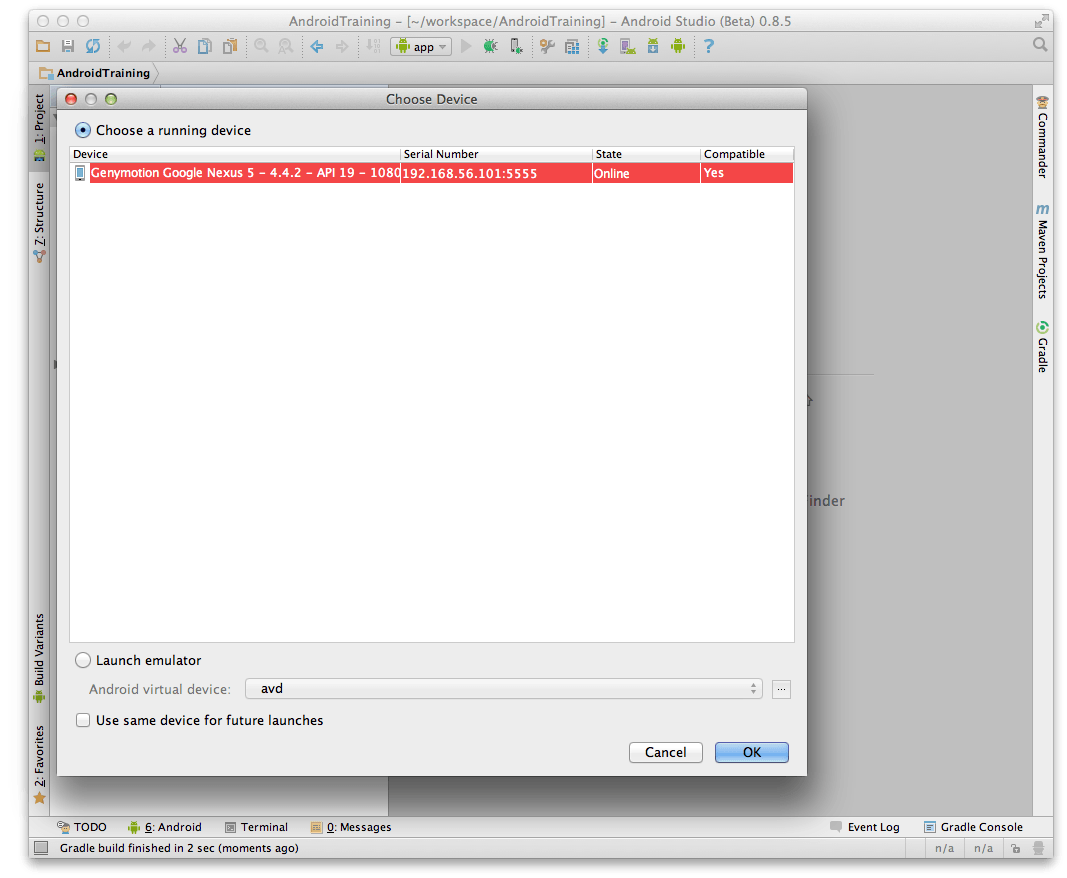 AndroidTraining – [~/workspace/AndroidTraining] – Android Studio (Beta) 0.8.5
app
?
AndroidTraining
1: Project
Z: Structure
Build Variants
2: Favorites
Choose Device
Choose a running device
Device Serial Number State Compatible
Genymotion Google Nexus 5 – 4.4.2 – API 19 – 1080 192.168.56.101:5555 Online Yes
Launch emulator
Android virtual device: avd ...
Use same device for future launches
Cancel OK
inder
Commander
m
Maven Projects
Gradle
TODO 6: Android Terminal 0: Messages Event Log Gradle Console
Gradle build finished in 2 sec (moments ago) n/a n/a